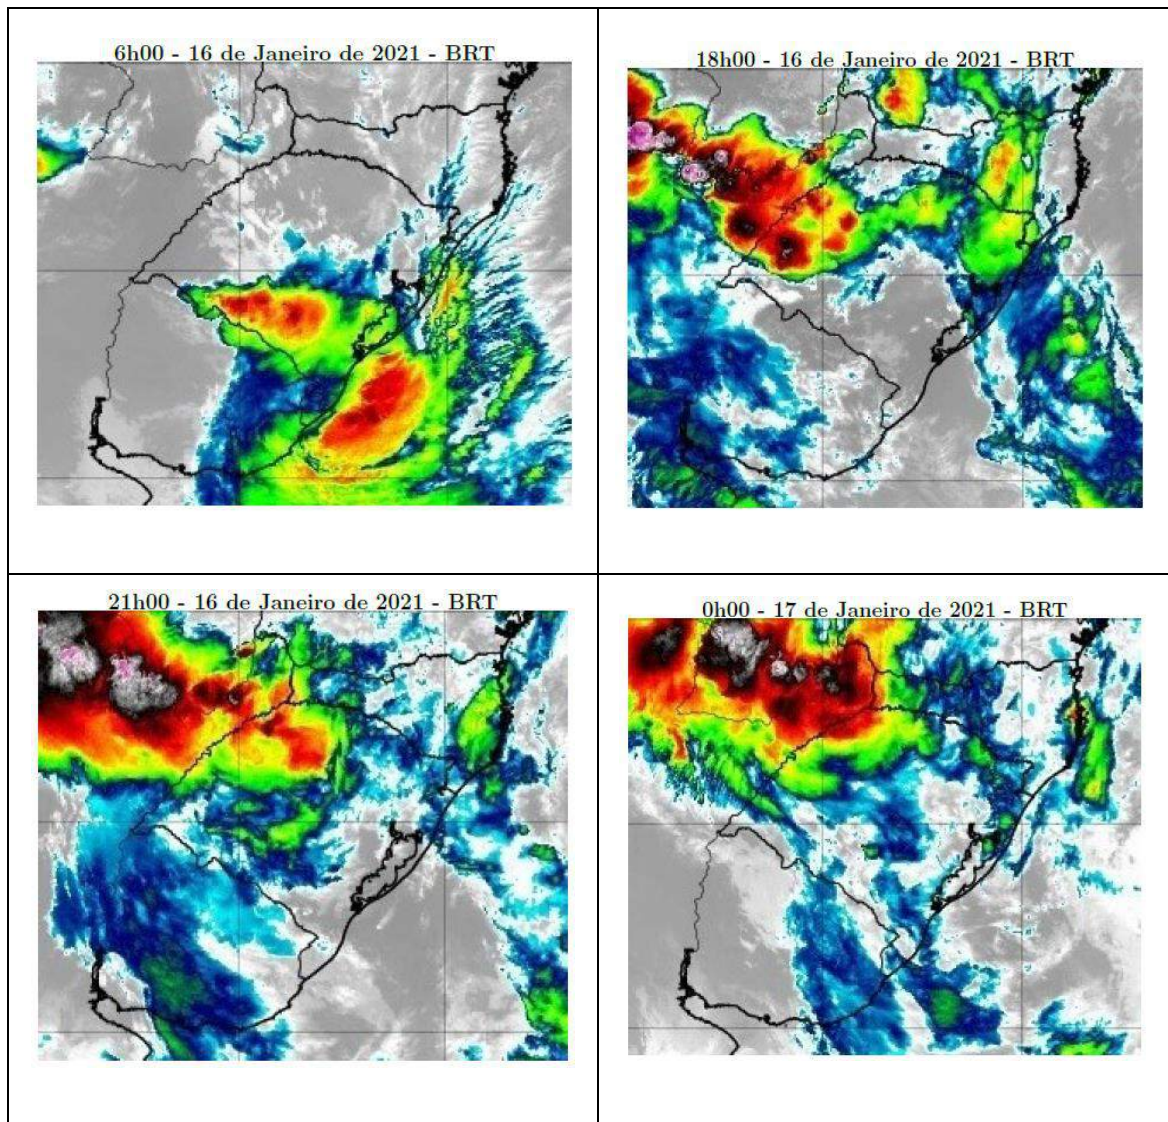 6h00 - 16 de Janeiro de 2021 - BRT
18h00 - 16 de Janeiro de 2021 - BRT
21h00 - 16 de Janeiro de 2021 - BRT
0h00 - 17 de Janeiro de 2021 - BRT